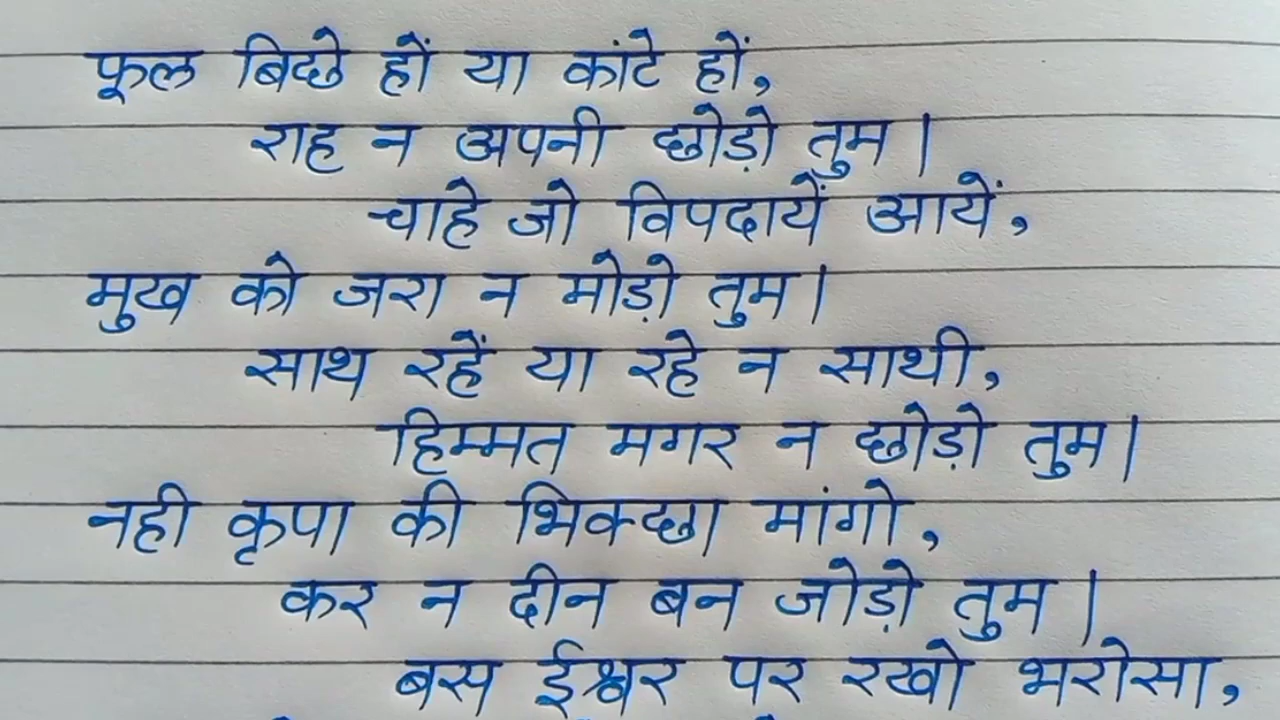 फूल बिछे हों या कांटे हों,
राह न अपनी छोड़ो तुम।
चाहे जो विपदायें आयें,
मुख को जरा न मोड़ो तुम।
साथ रहें या रहे न साथी,
हिम्मत मगर न छोड़ो तुम।
नही कृपा की भिक्छा मांगो,
कर न दीन बन जोड़ो तुम।
बस ईश्वर पर रखो भरोसा,